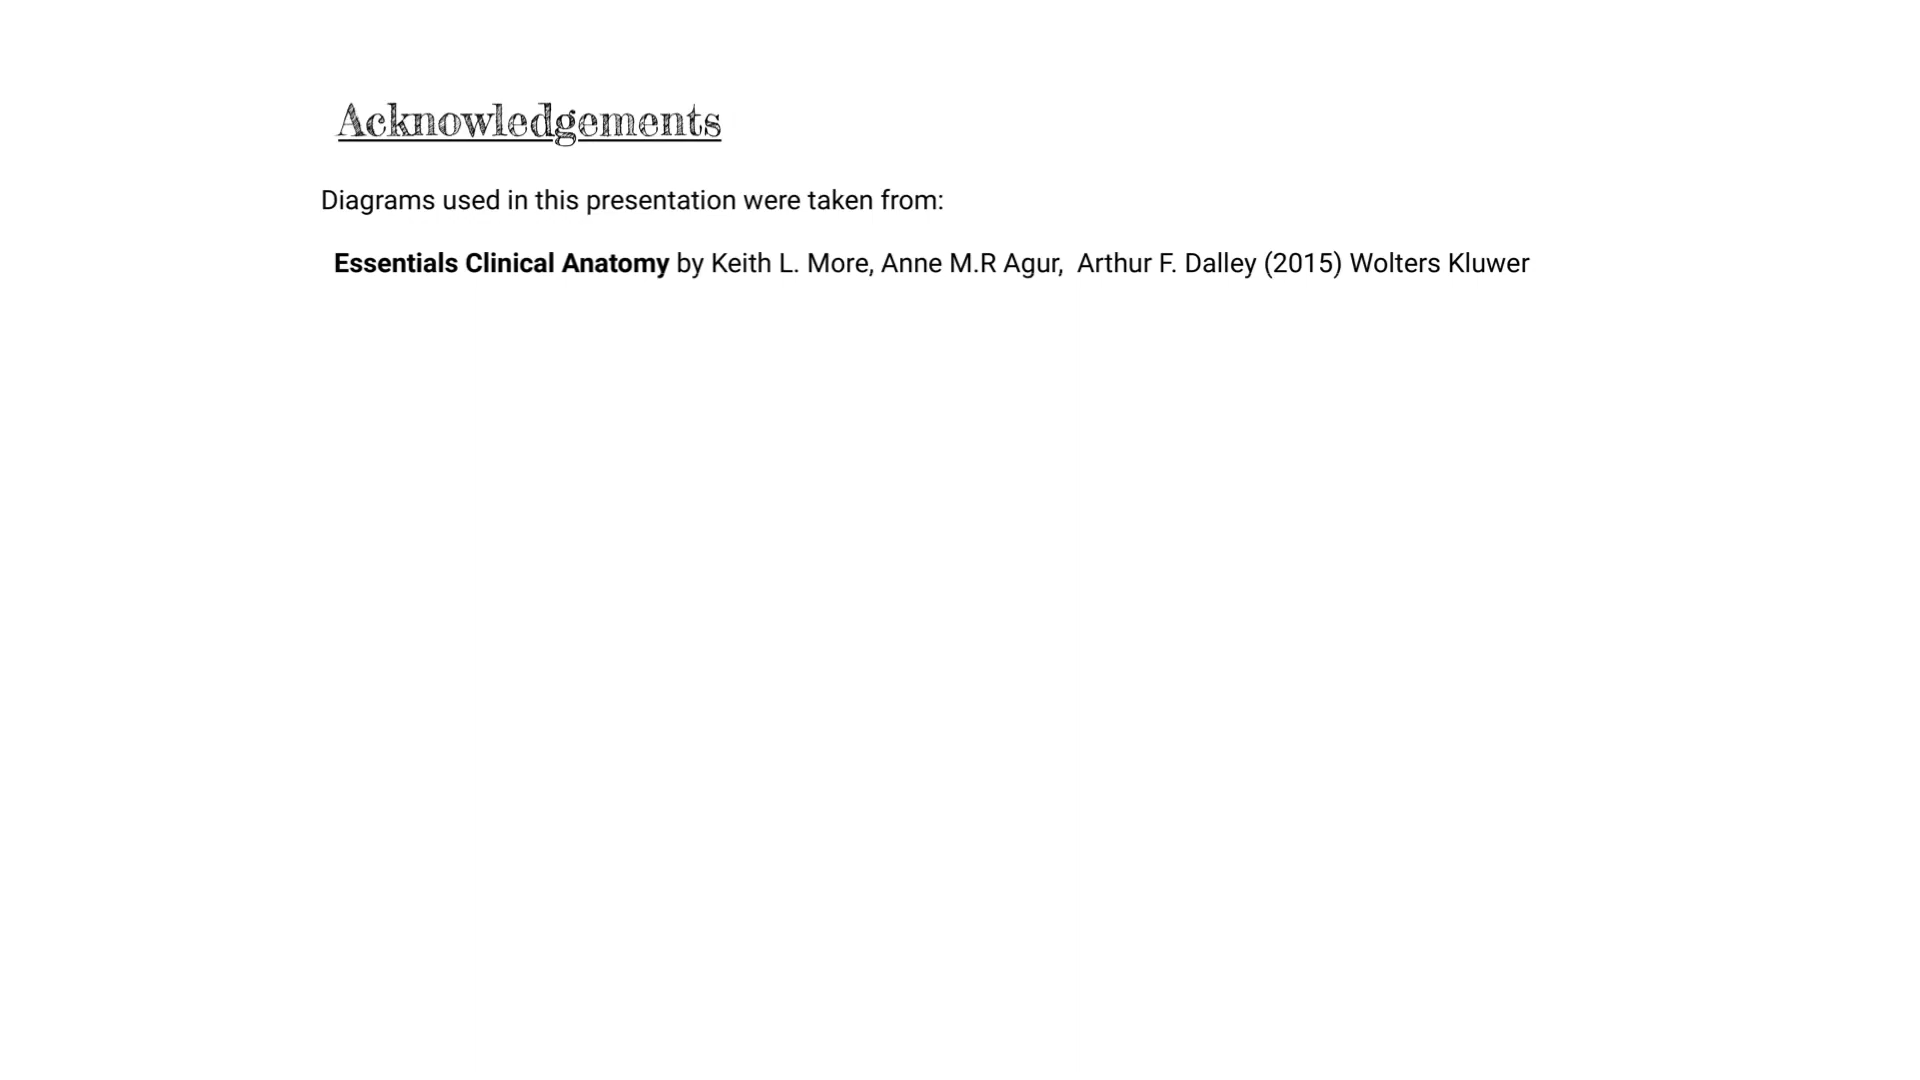 Acknowledgements
Diagrams used in this presentation were taken from:
Essentials Clinical Anatomy by Keith L. More, Anne M.R Agur,  Arthur F. Dalley (2015) Wolters Kluwer